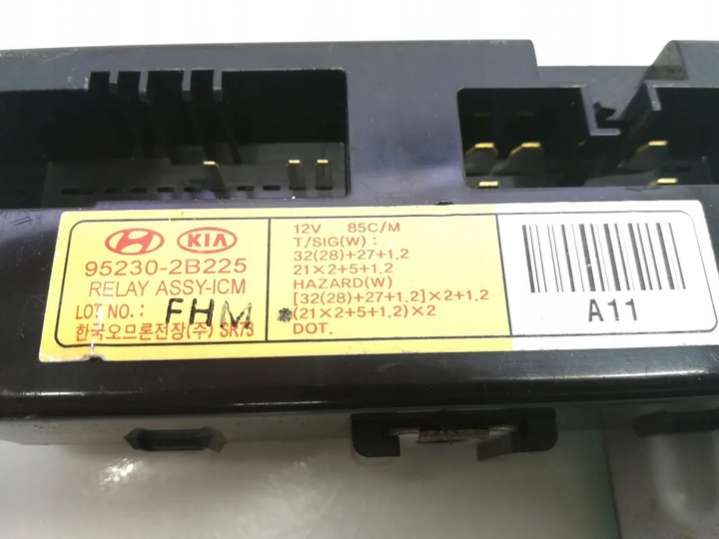 HYUNDAI KIA
95230-2B225
RELAY ASSY-ICM
LOT NO.: FHM
한국오므론전장(주) SR73
12V 85C/M
T/SIG(W) :
32(28)+27+1.2
21×2+5+1.2
HAZARD(W)
[32(28)+27+1.2]×2+1.2
(21×2+5+1.2)×2
DOT.
A11